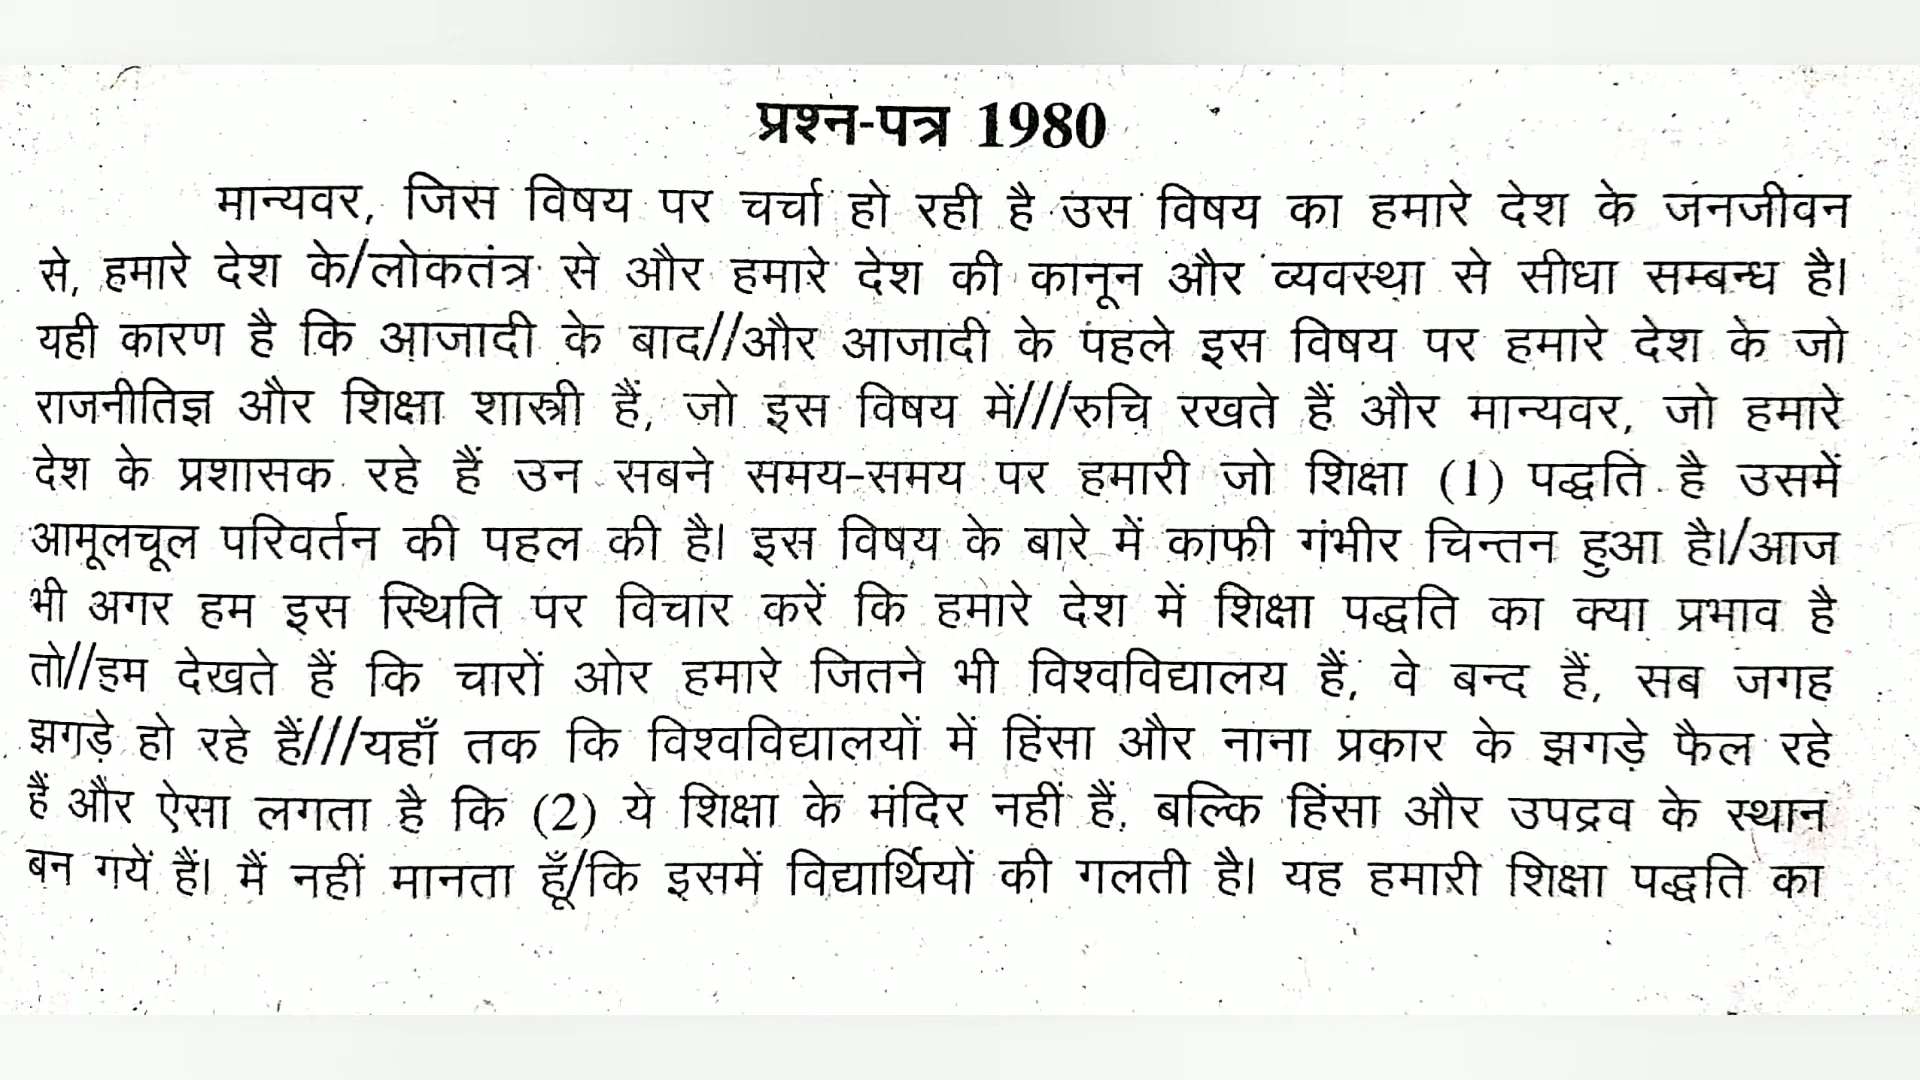 प्रश्न-पत्र 1980
मान्यवर, जिस विषय पर चर्चा हो रही है उस विषय का हमारे देश के जनजीवन
से, हमारे देश के/लोकतंत्र से और हमारे देश की कानून और व्यवस्था से सीधा सम्बन्ध है।
यही कारण है कि आजादी के बाद//और आजादी के पहले इस विषय पर हमारे देश के जो
राजनीतिज्ञ और शिक्षा शास्त्री हैं, जो इस विषय में///रुचि रखते हैं और मान्यवर, जो हमारे
देश के प्रशासक रहे हैं उन सबने समय-समय पर हमारी जो शिक्षा (1) पद्धति है उसमें
आमूलचूल परिवर्तन की पहल की है। इस विषय के बारे में काफी गंभीर चिन्तन हुआ है।/आज
भी अगर हम इस स्थिति पर विचार करें कि हमारे देश में शिक्षा पद्धति का क्या प्रभाव है
तो//हम देखते हैं कि चारों ओर हमारे जितने भी विश्वविद्यालय हैं, वे बन्द हैं, सब जगह
झगड़े हो रहे हैं///यहाँ तक कि विश्वविद्यालयों में हिंसा और नाना प्रकार के झगड़े फैल रहे
हैं और ऐसा लगता है कि (2) ये शिक्षा के मंदिर नहीं हैं, बल्कि हिंसा और उपद्रव के स्थान
बन गयें हैं। मैं नहीं मानता हूँ/कि इसमें विद्यार्थियों की गलती है। यह हमारी शिक्षा पद्धति का